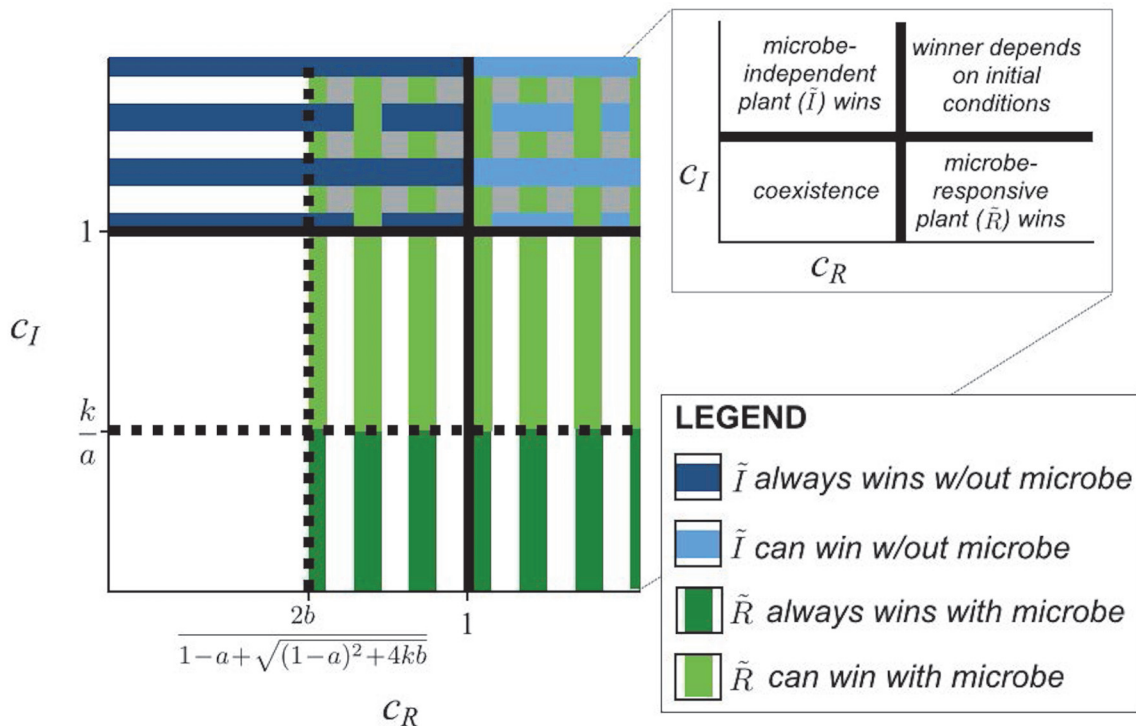 microbe-
independent
plant (Ĩ) wins
winner depends
on initial
conditions
c_I
coexistence
microbe-
responsive
plant (R̃) wins
c_R
1
c_I
k/a
2b/(1−a+√((1−a)²+4kb))
1
c_R
LEGEND
Ĩ always wins w/out microbe
Ĩ can win w/out microbe
R̃ always wins with microbe
R̃ can win with microbe